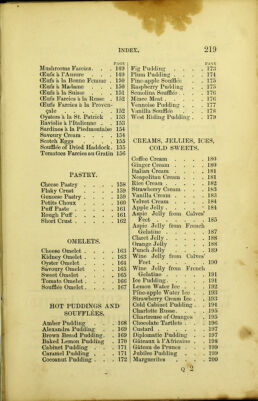 INDEX. 219
PAGE
Mushrooms Farcies. . . . 149
Œufs à l'Aurore . . . 149
Œufs à la Bonne Femme . 150
Œufs à Madame . . . 150
Œufs à la Suisse . . . 151
Œufs Farcies à la Russe . . 152
Œufs Farcies à la Proven-
çale . . . 152
Oysters à la St. Patrick . . 153
Raviolis à l'Italienne . . 153
Sardines à la Piedmontaise 154
Savoury Cream . . . 154
Scotch Eggs . . . 155
Soufflée of Dried Haddock . 155
Tomatoes Farcies au Gratin 156
PASTRY.
Cheese Pastry . . . 158
Flaky Crust . . . 159
Genoese Pastry . . . 159
Petits Choux . . . 160
Puff Paste . . . 161
Rough Puff . . . 161
Short Crust . . . 162
OMELETS.
Cheese Omelet . . . 163
Kidney Omelet . . . 163
Oyster Omelet . . . 164
Savoury Omelet . . . 165
Sweet Omelet . . . 165
Tomato Omelet . . . 166
Soufflée Omelet . . . 167
HOT PUDDINGS AND
SOUFFLÉES.
Amber Pudding . . . 168
Alexandra Pudding . . . 169
Brown Bread Pudding . . 169
Baked Lemon Pudding . 170
Cabinet Pudding . . . 171
Caramel Pudding . . . 171
Cocoanut Pudding . . . 172
PAGE
Fig Pudding . . . 173
Plum Pudding . . . 174
Pine-apple Soufflée . . 175
Raspberry Pudding . . 175
Semolina Soufflée . . . 176
Mince Meat . . . 176
Vennoise Pudding . . . 177
Vanilla Soufflée . . . 178
West Riding Pudding . . 179
CREAMS, JELLIES, ICES,
COLD SWEETS.
Coffee Cream . . . 180
Ginger Cream . . . 180
Italian Cream . . . 181
Neapolitan Cream . . . 181
Rice Cream . . . 182
Strawberry Cream . . . 183
Vanilla Cream . . . 183
Velvet Cream . . . 184
Apple Jelly . . . 184
Aspic Jelly from Calves'
Feet . . . 185
Aspic Jelly from French
Gelatine . . . 187
Claret Jelly . . . 188
Orange Jelly . . . 188
Punch Jelly . . . 189
Wine Jelly from Calves'
Feet . . . 190
Wine Jelly from French
Gelatine . . . 191
Ice Pudding . . . 191
Lemon Water Ice . . . 192
Pine-apple Water Ice . . 193
Strawberry Cream Ice . . 193
Cold Cabinet Pudding . . 194
Charlotte Russe. . . . 195
Chartreuse of Oranges . . 195
Chocolate Tartlets . . . 196
Custard . . . 197
Diplomatic Pudding . . 197
Gâteaux à l'Africaine . . 198
Gâteau de Prunes . . . 199
Jubilee Pudding . . . 199
Marguerites . . . 200
Q 2